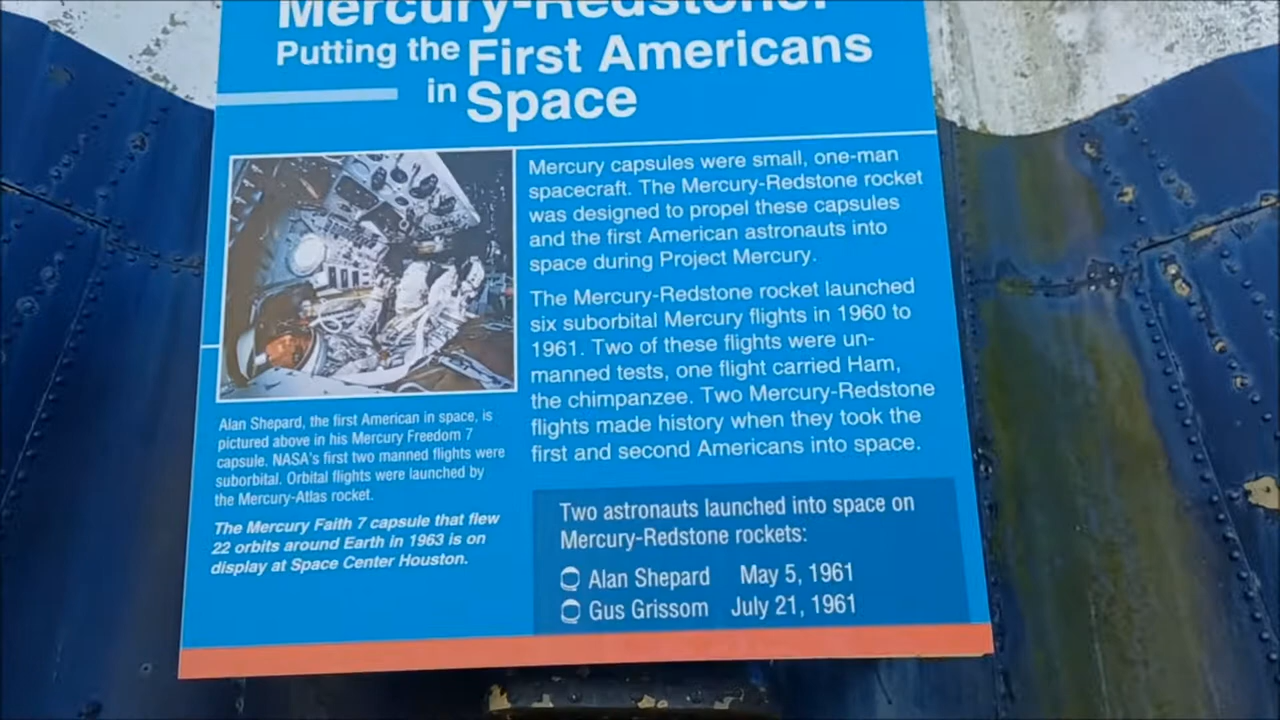 Mercury-Redstone:
Putting the First Americans
in Space
Mercury capsules were small, one-man
spacecraft. The Mercury-Redstone rocket
was designed to propel these capsules
and the first American astronauts into
space during Project Mercury.
The Mercury-Redstone rocket launched
six suborbital Mercury flights in 1960 to
1961. Two of these flights were un-
manned tests, one flight carried Ham,
the chimpanzee. Two Mercury-Redstone
flights made history when they took the
first and second Americans into space.
Alan Shepard, the first American in space, is
pictured above in his Mercury Freedom 7
capsule. NASA's first two manned flights were
suborbital. Orbital flights were launched by
the Mercury-Atlas rocket.
The Mercury Faith 7 capsule that flew
22 orbits around Earth in 1963 is on
display at Space Center Houston.
Two astronauts launched into space on
Mercury-Redstone rockets:
Alan Shepard May 5, 1961
Gus Grissom July 21, 1961